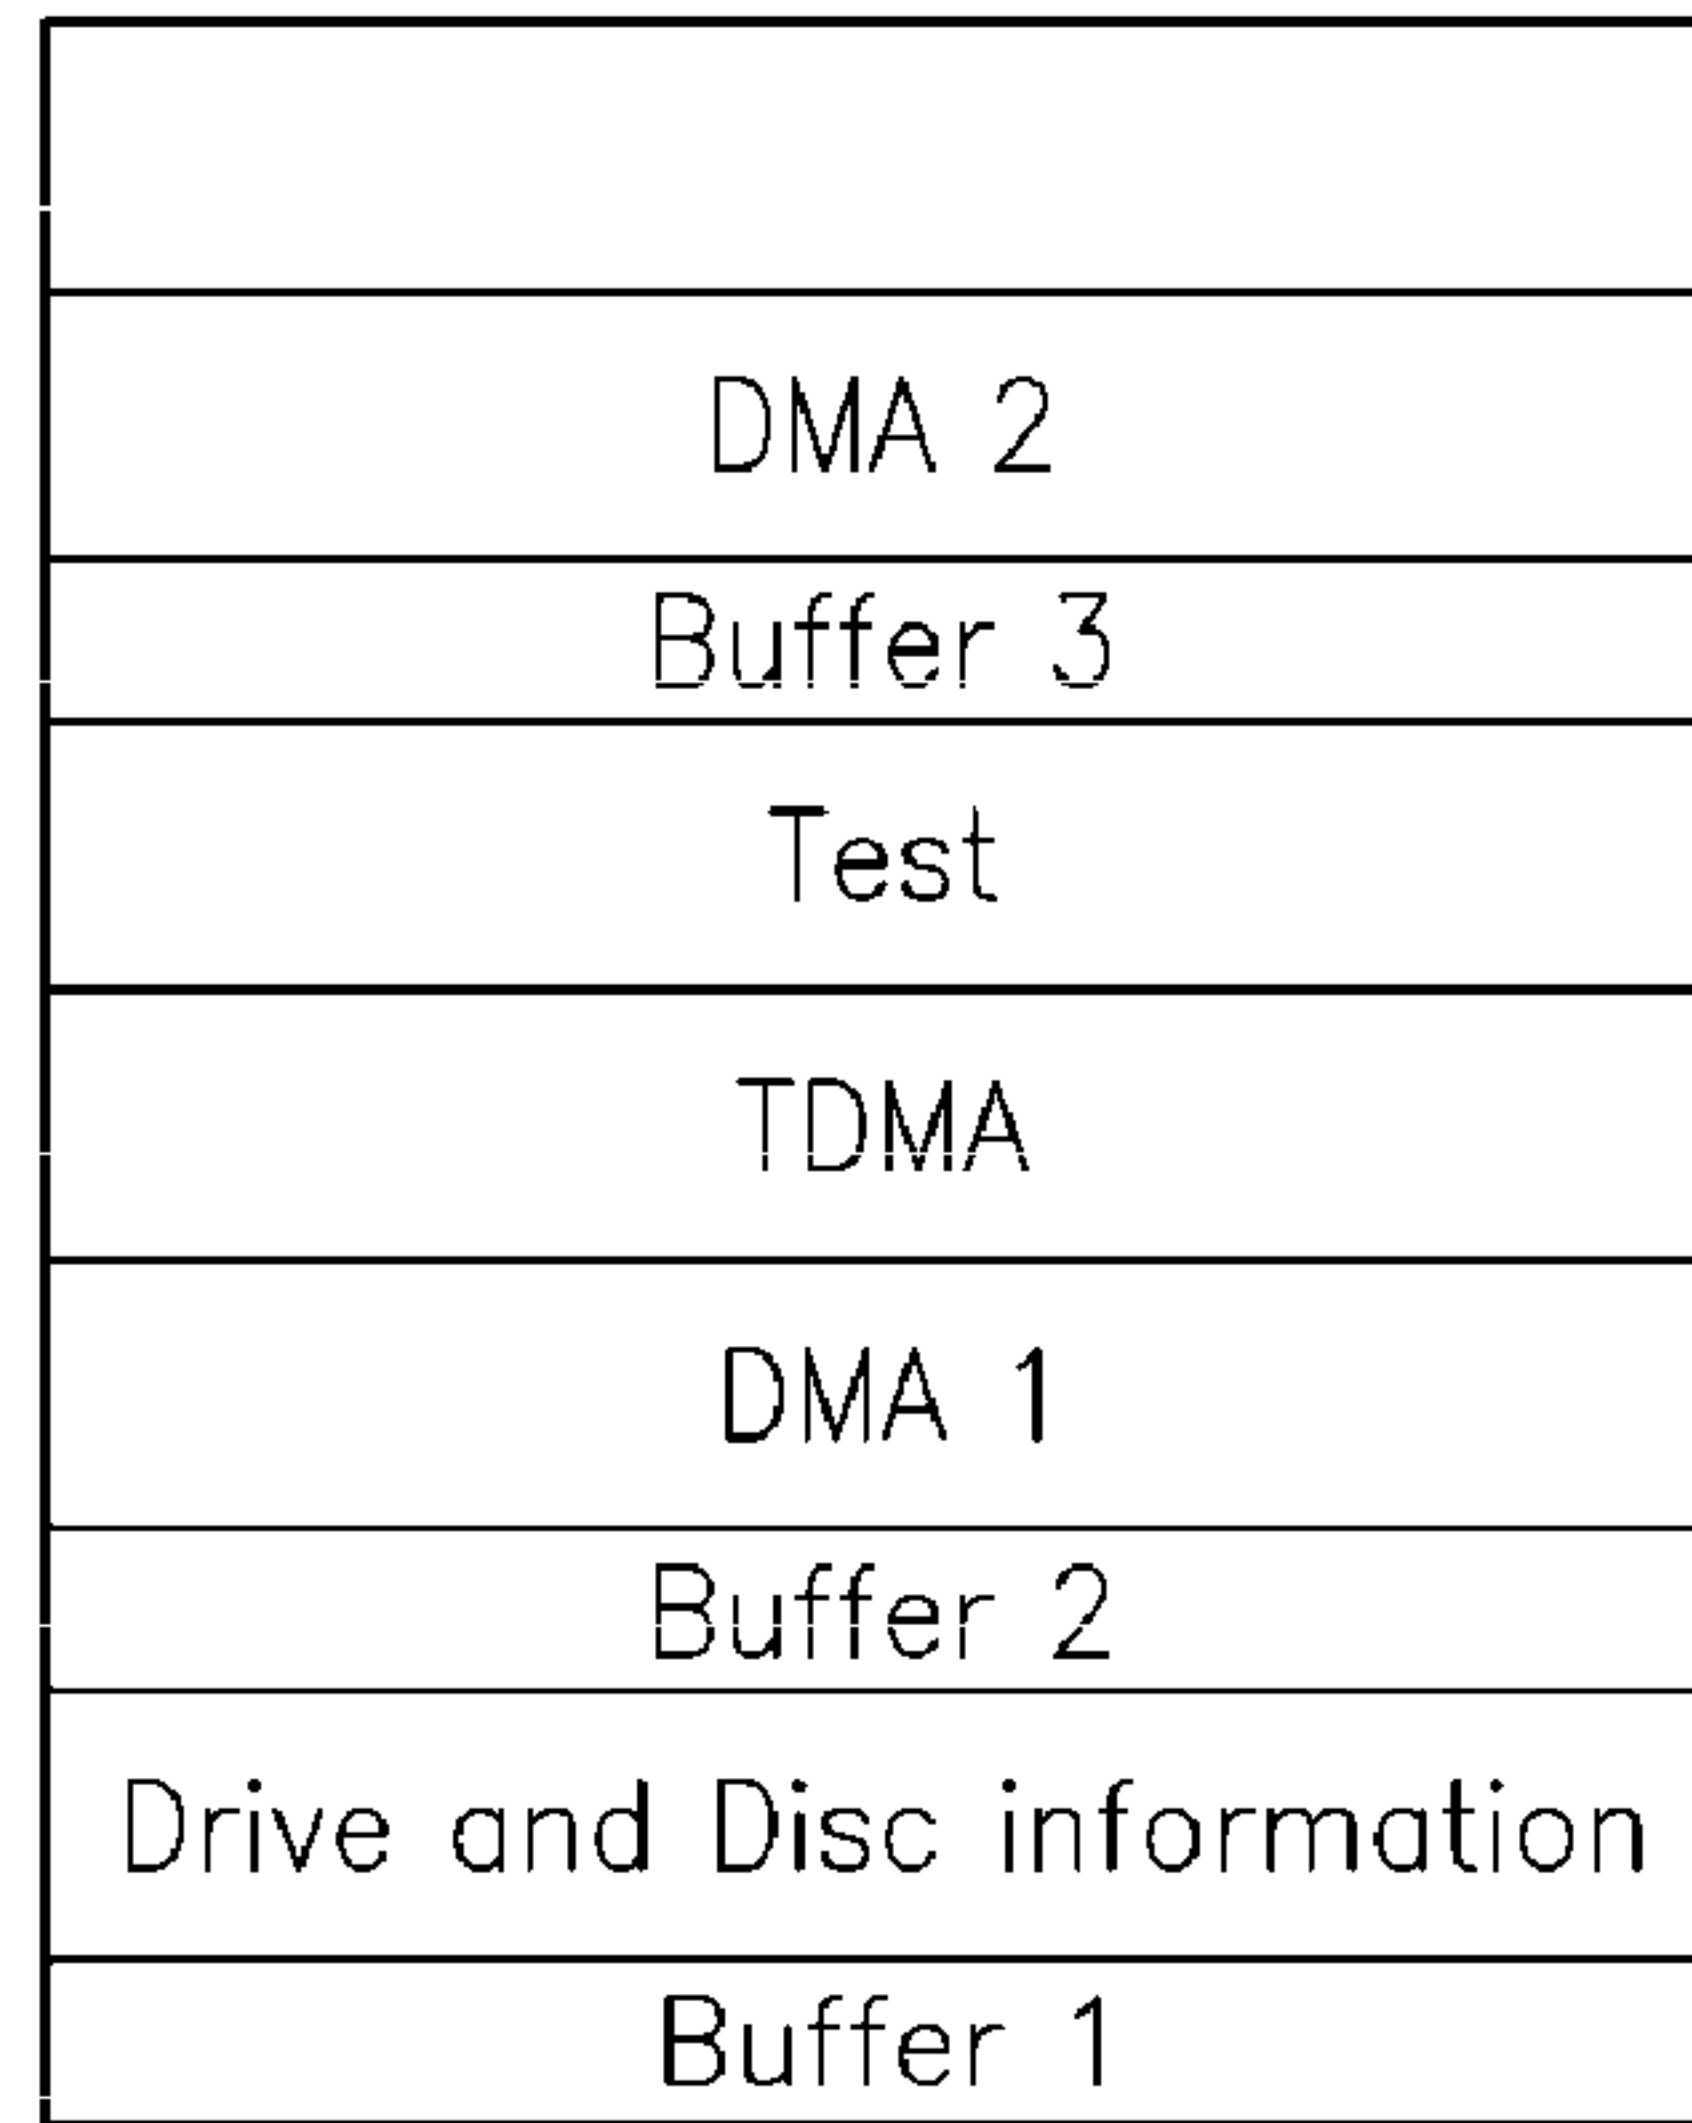 DMA 2
Buffer 3
Test
TDMA
DMA 1
Buffer 2
Drive and Disc information
Buffer 1